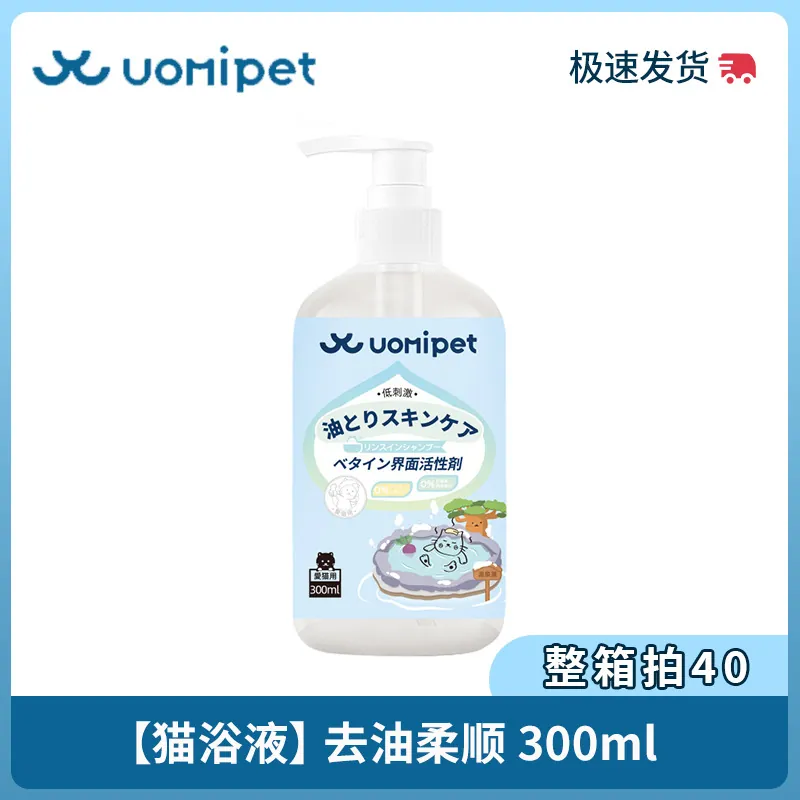 uomipet
极速发货
uomipet
•低刺激•
油とりスキンケア
リンスインシャンプー
ベタイン界面活性剤
0%
0%
愛猫用
300ml
整箱拍40
【猫浴液】去油柔顺 300ml